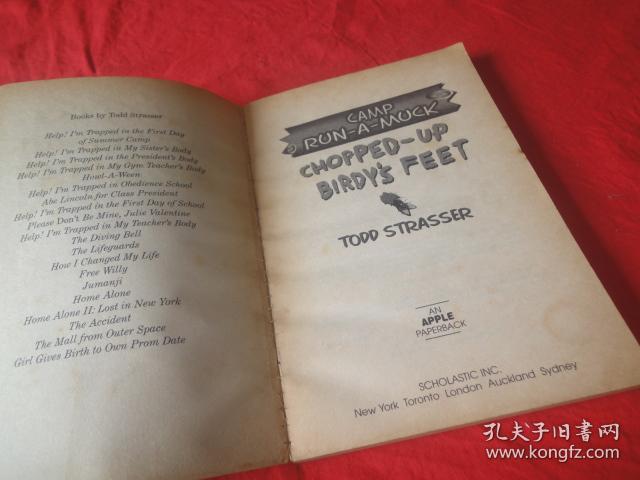 Books by Todd Strasser
Help! I'm Trapped in the First Day
of Summer Camp
Help! I'm Trapped in My Sister's Body
Help! I'm Trapped in the President's Body
Help! I'm Trapped in My Gym Teacher's Body
Howl-A-Ween
Help! I'm Trapped in Obedience School
Abe Lincoln for Class President
Help! I'm Trapped in the First Day of School
Please Don't Be Mine, Julie Valentine
Help! I'm Trapped in My Teacher's Body
The Diving Bell
The Lifeguards
How I Changed My Life
Free Willy
Jumanji
Home Alone
Home Alone II: Lost in New York
The Accident
The Mall from Outer Space
Girl Gives Birth to Own Prom Date
CAMP
RUN-A-MUCK
CHOPPED-UP
BIRDY'S FEET
TODD STRASSER
AN
APPLE
PAPERBACK
SCHOLASTIC INC.
New York Toronto London Auckland Sydney
孔夫子旧书网
www.kongfz.com